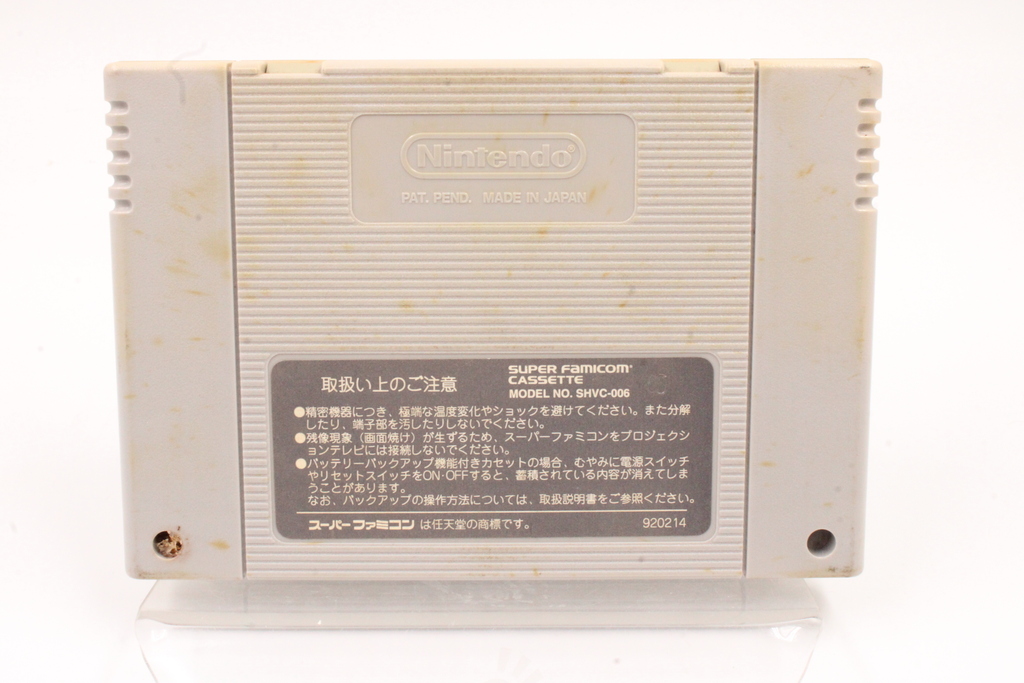 Nintendo®
PAT. PEND. MADE IN JAPAN
取扱い上のご注意
SUPER FAMICOM®
CASSETTE
MODEL NO. SHVC-006
●精密機器につき、極端な温度変化やショックを避けてください。また分解
したり、端子部を汚したりしないでください。
●残像現象（画面焼け）が生ずるため、スーパーファミコンをプロジェクシ
ョンテレビには接続しないでください。
●バッテリーバックアップ機能付きカセットの場合、むやみに電源スイッチ
やリセットスイッチをON・OFFすると、蓄積されている内容が消えてしま
うことがあります。
なお、バックアップの操作方法については、取扱説明書をご参照ください。
スーパーファミコン は任天堂の商標です。
920214